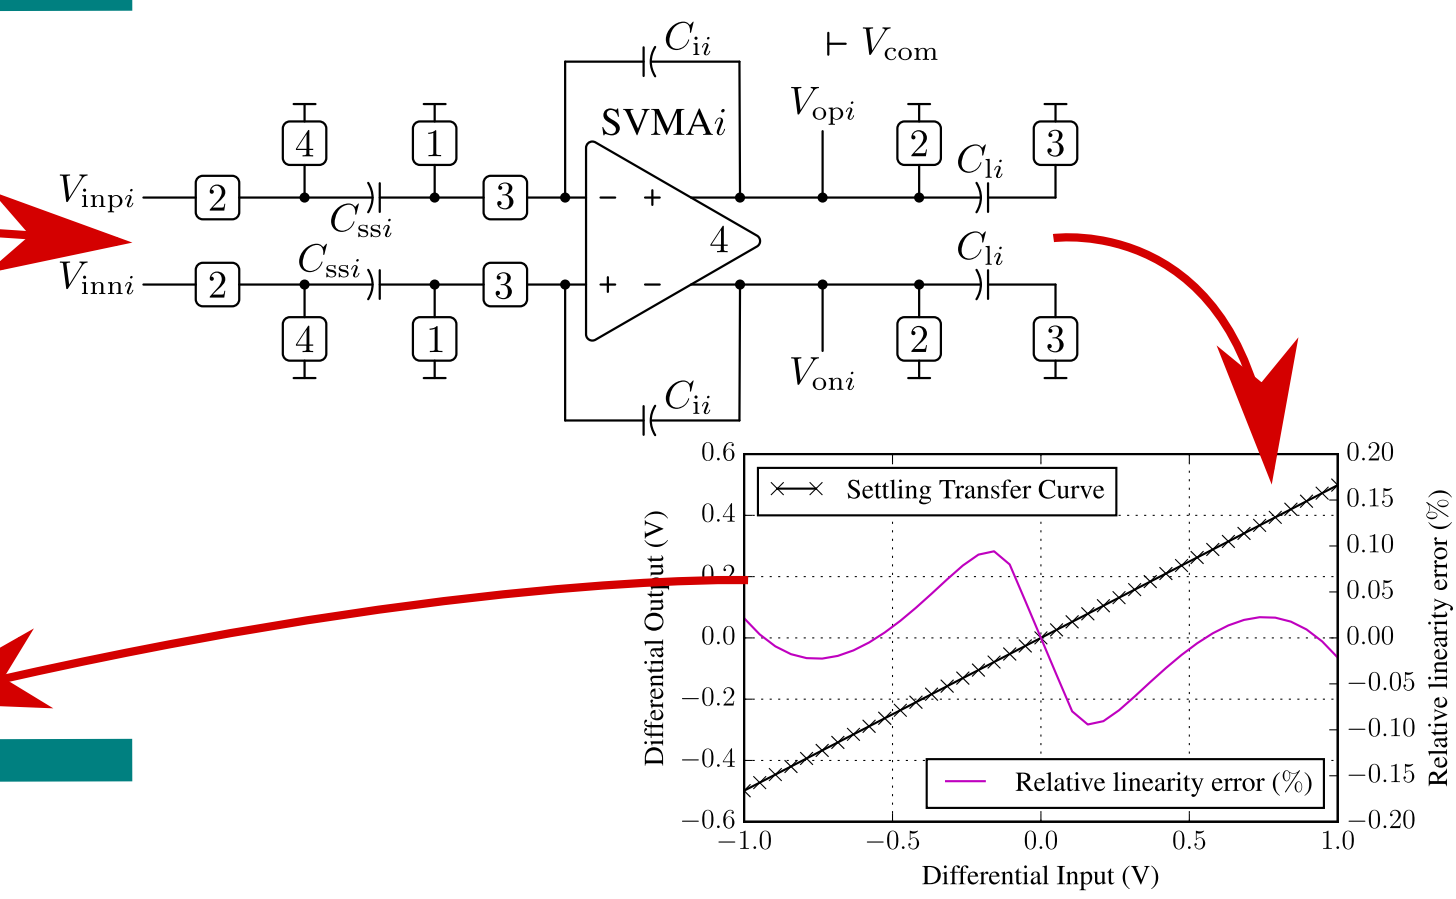 C_ii
⊢ V_com
SVMAi
V_opi
4
1
2
C_li
3
V_inpi
2
3
− +
C_ssi
4
C_ssi
C_li
V_inni
2
3
+ −
4
1
2
3
V_oni
C_ii
0.6
0.4
0.2
0.0
−0.2
−0.4
−0.6
Differential Output (V)
Settling Transfer Curve
Relative linearity error (%)
0.20
0.15
0.10
0.05
0.00
−0.05
−0.10
−0.15
−0.20
Relative linearity error (%)
−1.0 −0.5 0.0 0.5 1.0
Differential Input (V)